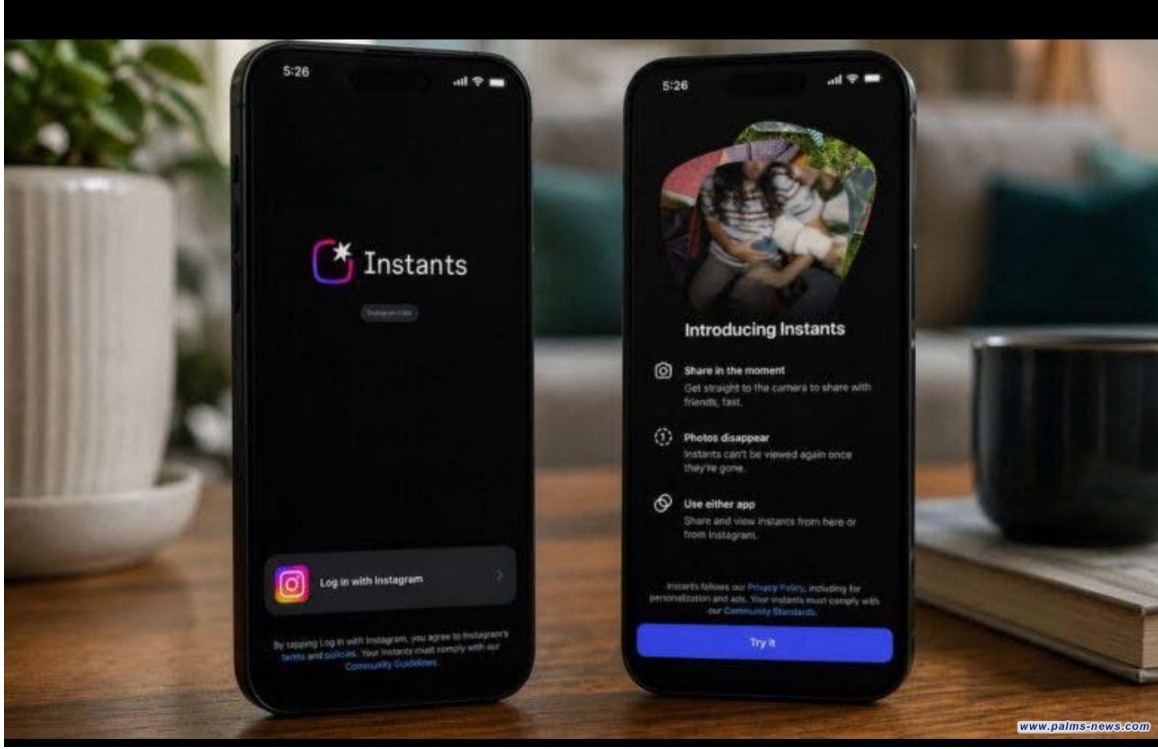 5:26
Instants
Instagram Labs
Log in with Instagram
By tapping Log in with Instagram, you agree to Instagram's
terms and policies. Your instants must comply with our
Community Guidelines.
5:26
Introducing Instants
Share in the moment
Get straight to the camera to share with
friends, fast.
1
Photos disappear
Instants can't be viewed again once
they're gone.
Use either app
Share and view instants from here or
from Instagram.
Instants follows our Privacy Policy, including for
personalization and ads. Your instants must comply with
our Community Standards.
Try it
www.palms-news.com